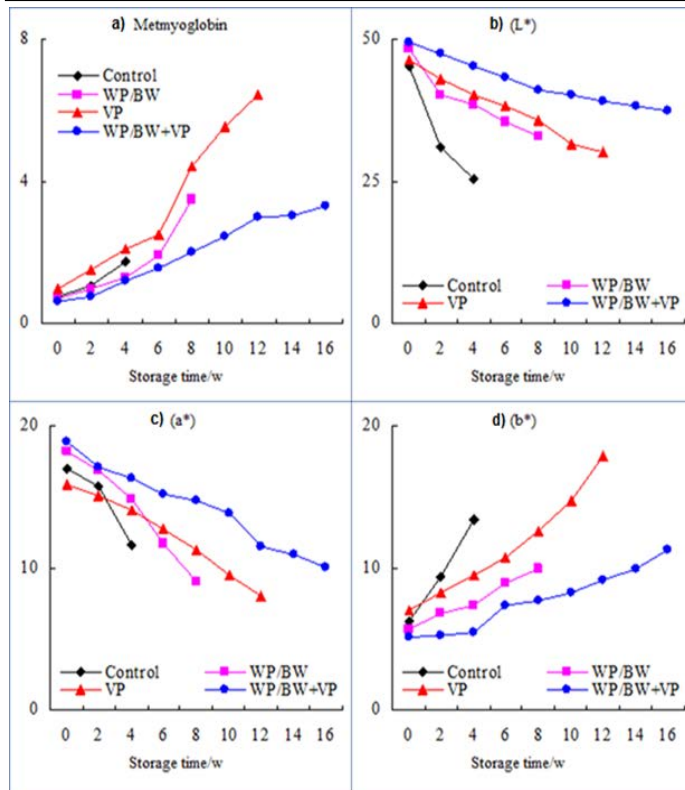 a) Metmyoglobin
8
Control
WP/BW
VP
WP/BW+VP
4
0
0 2 4 6 8 10 12 14 16
Storage time/w
b) (L*)
50
25
Control WP/BW
VP WP/BW+VP
0
0 2 4 6 8 10 12 14 16
Storage time/w
c) (a*)
20
10
Control WP/BW
VP WP/BW+VP
0
0 2 4 6 8 10 12 14 16
Storage time/w
d) (b*)
20
10
Control WP/BW
VP WP/BW+VP
0
0 2 4 6 8 10 12 14 16
Storage time/w